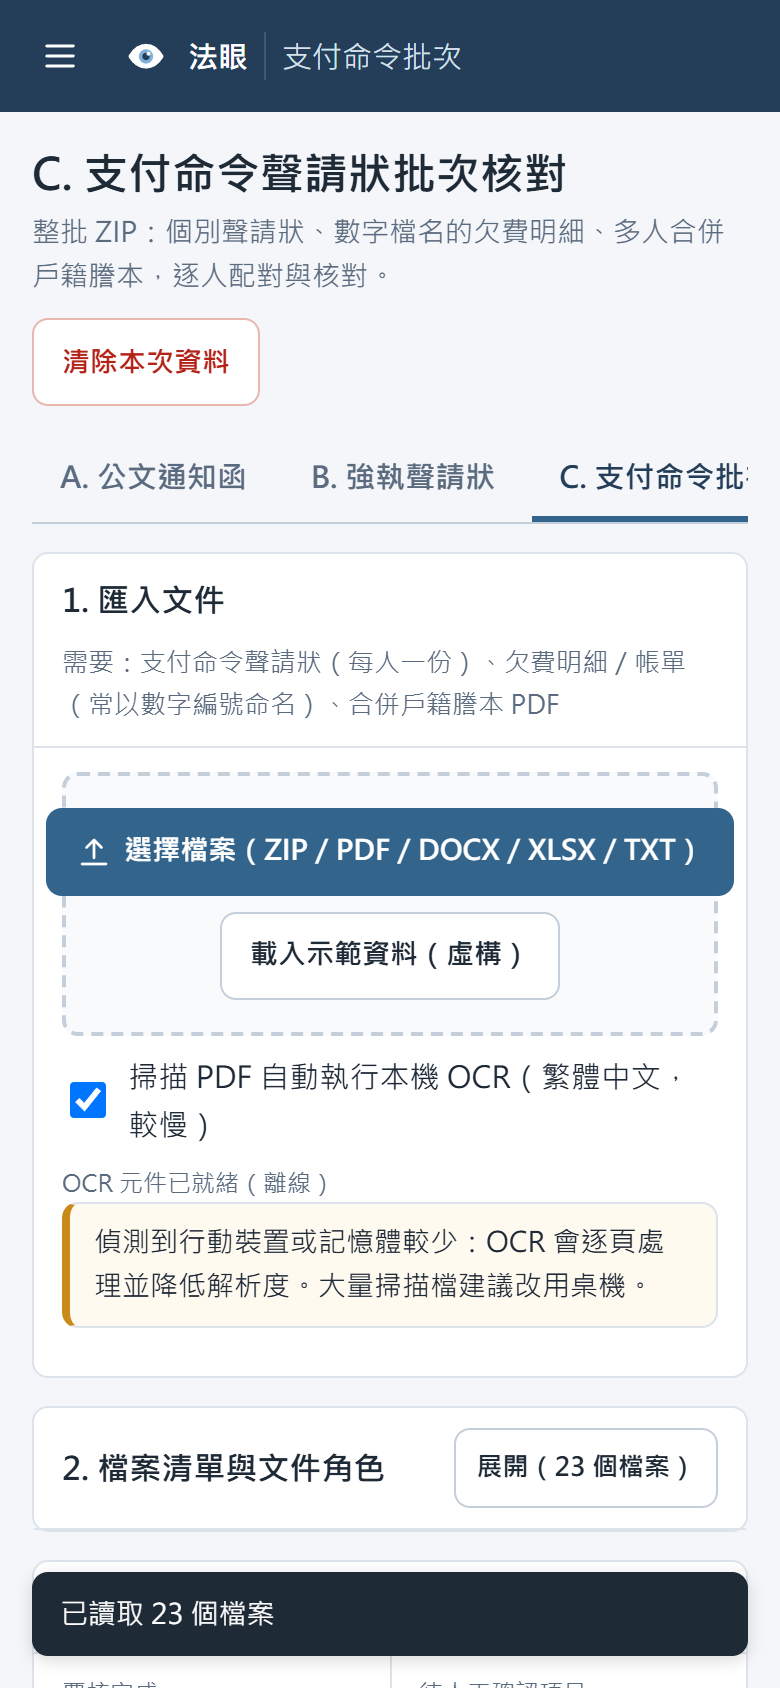 法眼 支付命令批次
C. 支付命令聲請狀批次核對
整批 ZIP：個別聲請狀、數字檔名的欠費明細、多人合併
戶籍謄本，逐人配對與核對。
清除本次資料
A. 公文通知函 B. 強執聲請狀 C. 支付命令批
1. 匯入文件
需要：支付命令聲請狀（每人一份）、欠費明細 / 帳單
（常以數字編號命名）、合併戶籍謄本 PDF
選擇檔案（ZIP / PDF / DOCX / XLSX / TXT）
載入示範資料（虛構）
掃描 PDF 自動執行本機 OCR（繁體中文，
較慢）
OCR 元件已就緒（離線）
偵測到行動裝置或記憶體較少：OCR 會逐頁處
理並降低解析度。大量掃描檔建議改用桌機。
2. 檔案清單與文件角色 展開（23 個檔案）
已讀取 23 個檔案